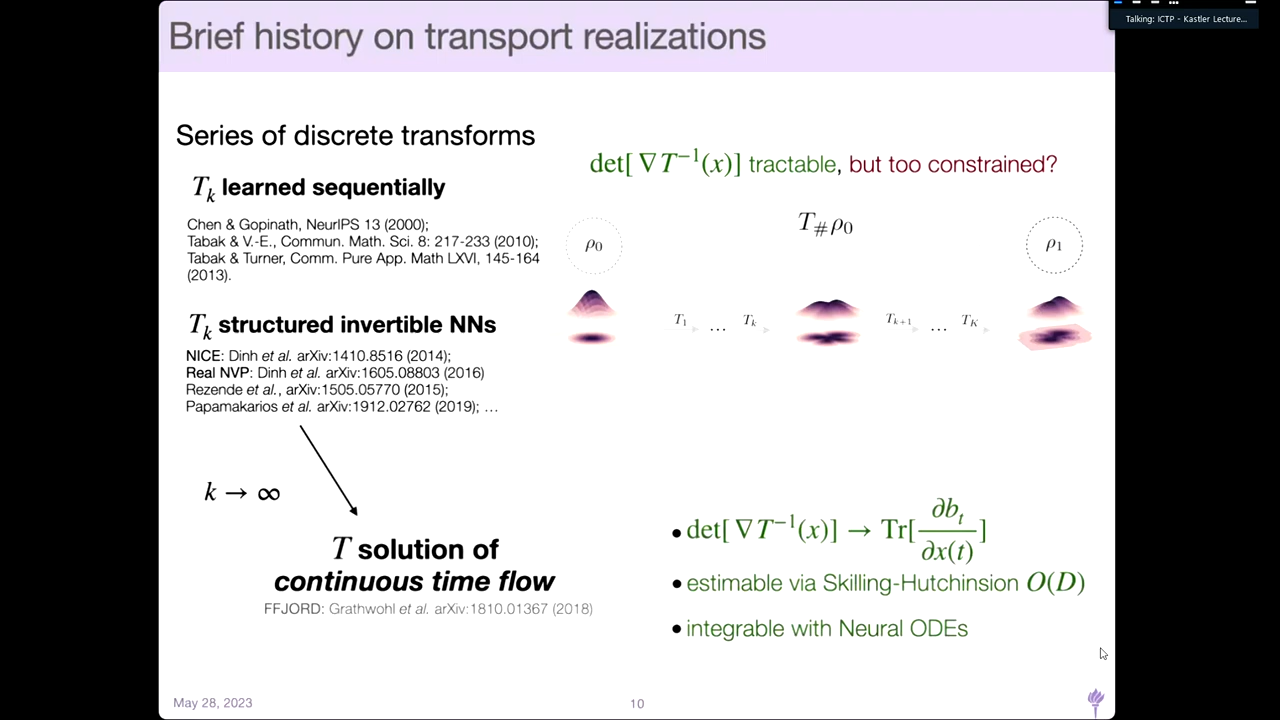 Brief history on transport realizations
Talking: ICTP - Kastler Lecture...
Series of discrete transforms
T_k learned sequentially
Chen & Gopinath, NeurIPS 13 (2000);
Tabak & V.-E., Commun. Math. Sci. 8: 217-233 (2010);
Tabak & Turner, Comm. Pure App. Math LXVI, 145-164
(2013).
T_k structured invertible NNs
NICE: Dinh et al. arXiv:1410.8516 (2014);
Real NVP: Dinh et al. arXiv:1605.08803 (2016)
Rezende et al., arXiv:1505.05770 (2015);
Papamakarios et al. arXiv:1912.02762 (2019); …
k → ∞
T solution of
continuous time flow
FFJORD: Grathwohl et al. arXiv:1810.01367 (2018)
det[∇T⁻¹(x)] tractable, but too constrained?
T_#ρ₀
ρ₀
ρ₁
T₁ … T_k
T_{k+1} … T_K
• det[∇T⁻¹(x)] → Tr[∂b_t/∂x(t)]
• estimable via Skilling-Hutchinsion O(D)
• integrable with Neural ODEs
May 28, 2023
10